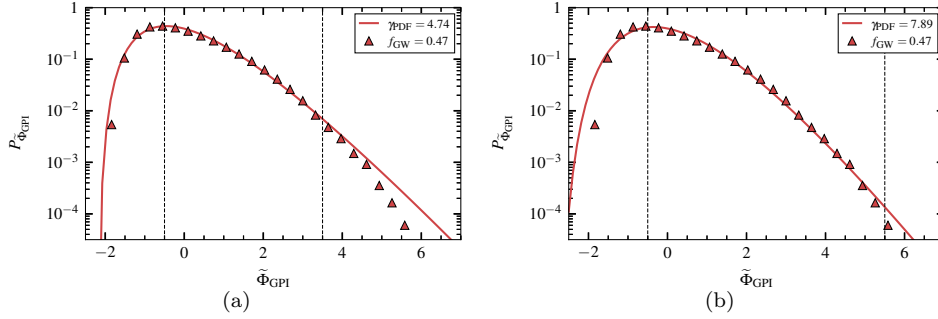 10⁰
10⁻¹
10⁻²
10⁻³
10⁻⁴
P_Φ̃GPI
γPDF = 4.74
fGW = 0.47
−2 0 2 4 6
Φ̃GPI
(a)
10⁰
10⁻¹
10⁻²
10⁻³
10⁻⁴
P_Φ̃GPI
γPDF = 7.89
fGW = 0.47
−2 0 2 4 6
Φ̃GPI
(b)